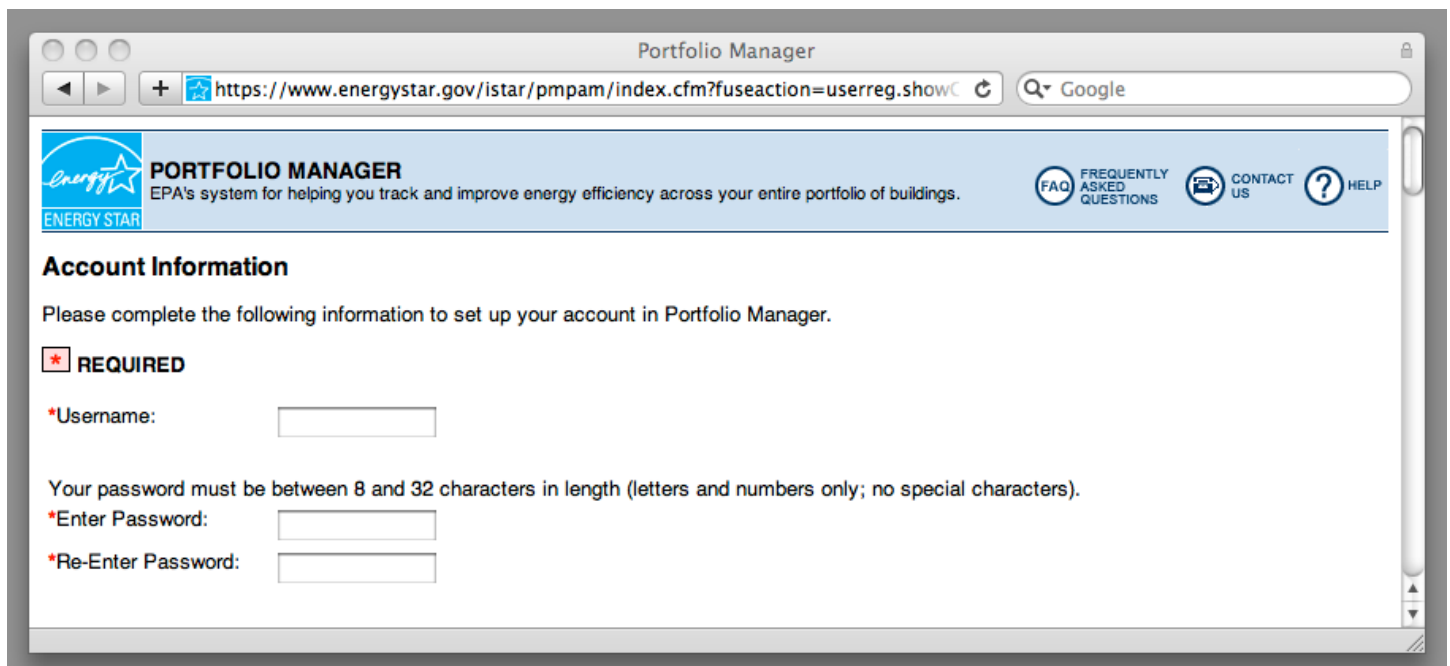 Portfolio Manager
https://www.energystar.gov/istar/pmpam/index.cfm?fuseaction=userreg.show
Google
energy
ENERGY STAR
PORTFOLIO MANAGER
EPA's system for helping you track and improve energy efficiency across your entire portfolio of buildings.
FAQ
FREQUENTLY
ASKED
QUESTIONS
CONTACT
US
? HELP
Account Information
Please complete the following information to set up your account in Portfolio Manager.
* REQUIRED
*Username:
Your password must be between 8 and 32 characters in length (letters and numbers only; no special characters).
*Enter Password:
*Re-Enter Password: